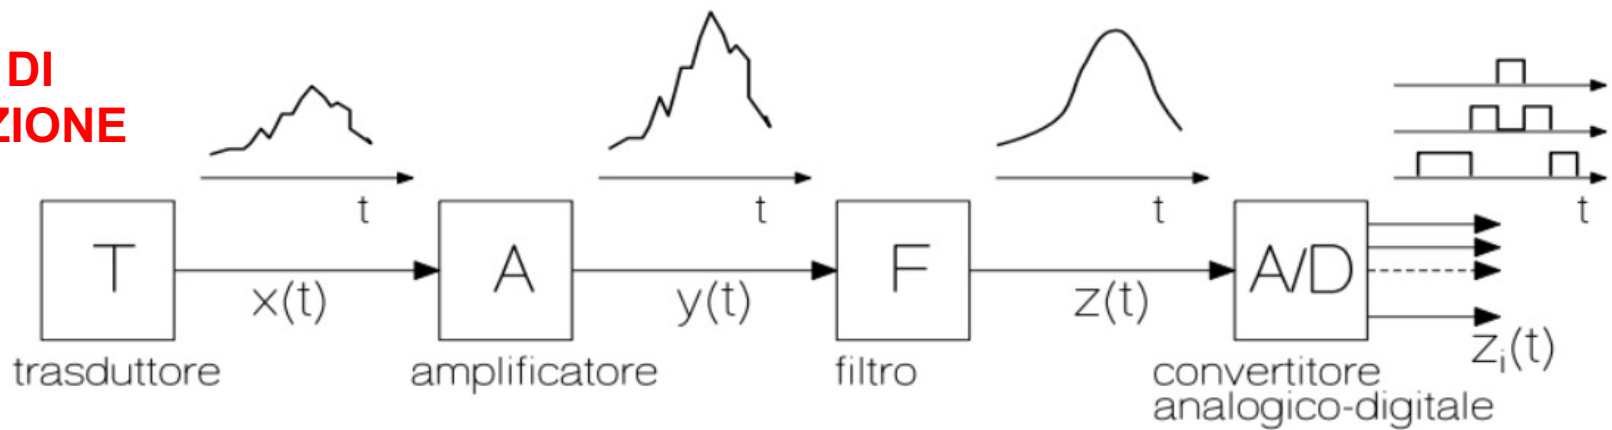 DI
ZIONE
t
t
t
t
T
x(t)
A
y(t)
F
z(t)
A/D
zᵢ(t)
trasduttore
amplificatore
filtro
convertitore
analogico-digitale